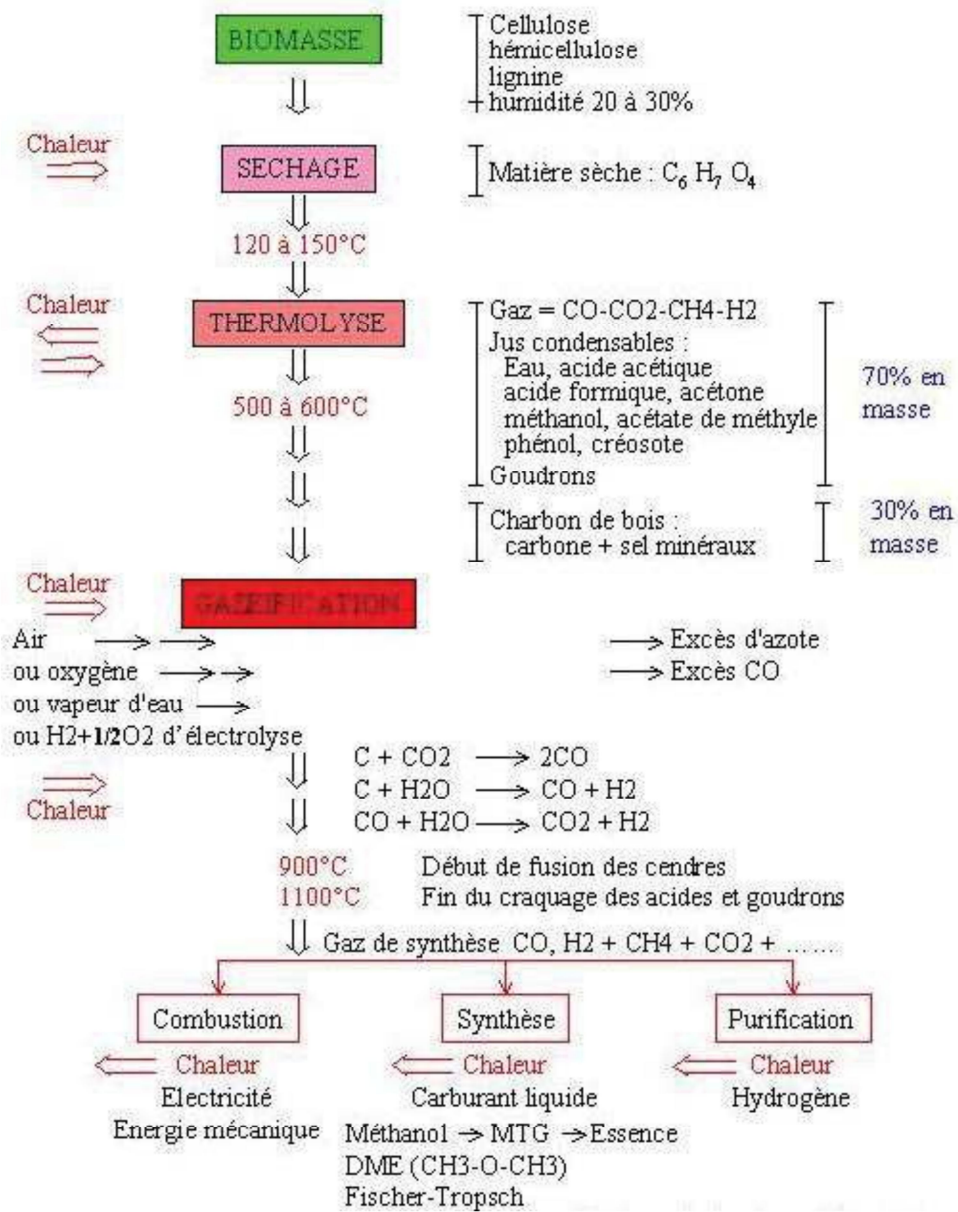 BIOMASSE
Cellulose
hémicellulose
lignine
+ humidité 20 à 30%
Chaleur
SECHAGE
Matière sèche : C6 H7 O4
120 à 150°C
Chaleur
THERMOLYSE
Gaz = CO-CO2-CH4-H2
Jus condensables :
Eau, acide acétique
acide formique, acétone
méthanol, acétate de méthyle
phénol, créosote
Goudrons
70% en
masse
500 à 600°C
Charbon de bois :
carbone + sel minéraux
30% en
masse
Chaleur
GAZEIFICATION
Air
ou oxygène
ou vapeur d'eau
ou H2+1/2O2 d'électrolyse
Excès d'azote
Excès CO
Chaleur
C + CO2 → 2CO
C + H2O → CO + H2
CO + H2O → CO2 + H2
900°C Début de fusion des cendres
1100°C Fin du craquage des acides et goudrons
Gaz de synthèse CO, H2 + CH4 + CO2 + .......
Combustion
Chaleur
Electricité
Energie mécanique
Synthèse
Chaleur
Carburant liquide
Méthanol → MTG → Essence
DME (CH3-O-CH3)
Fischer-Tropsch
Purification
Chaleur
Hydrogène